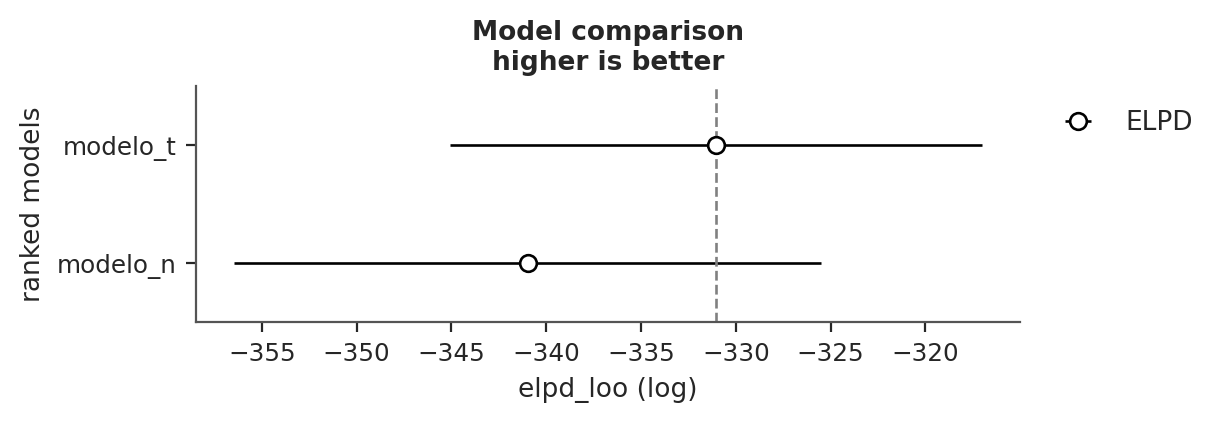 Model comparison
higher is better
ranked models
modelo_t
modelo_n
−355 −350 −345 −340 −335 −330 −325 −320
elpd_loo (log)
ELPD